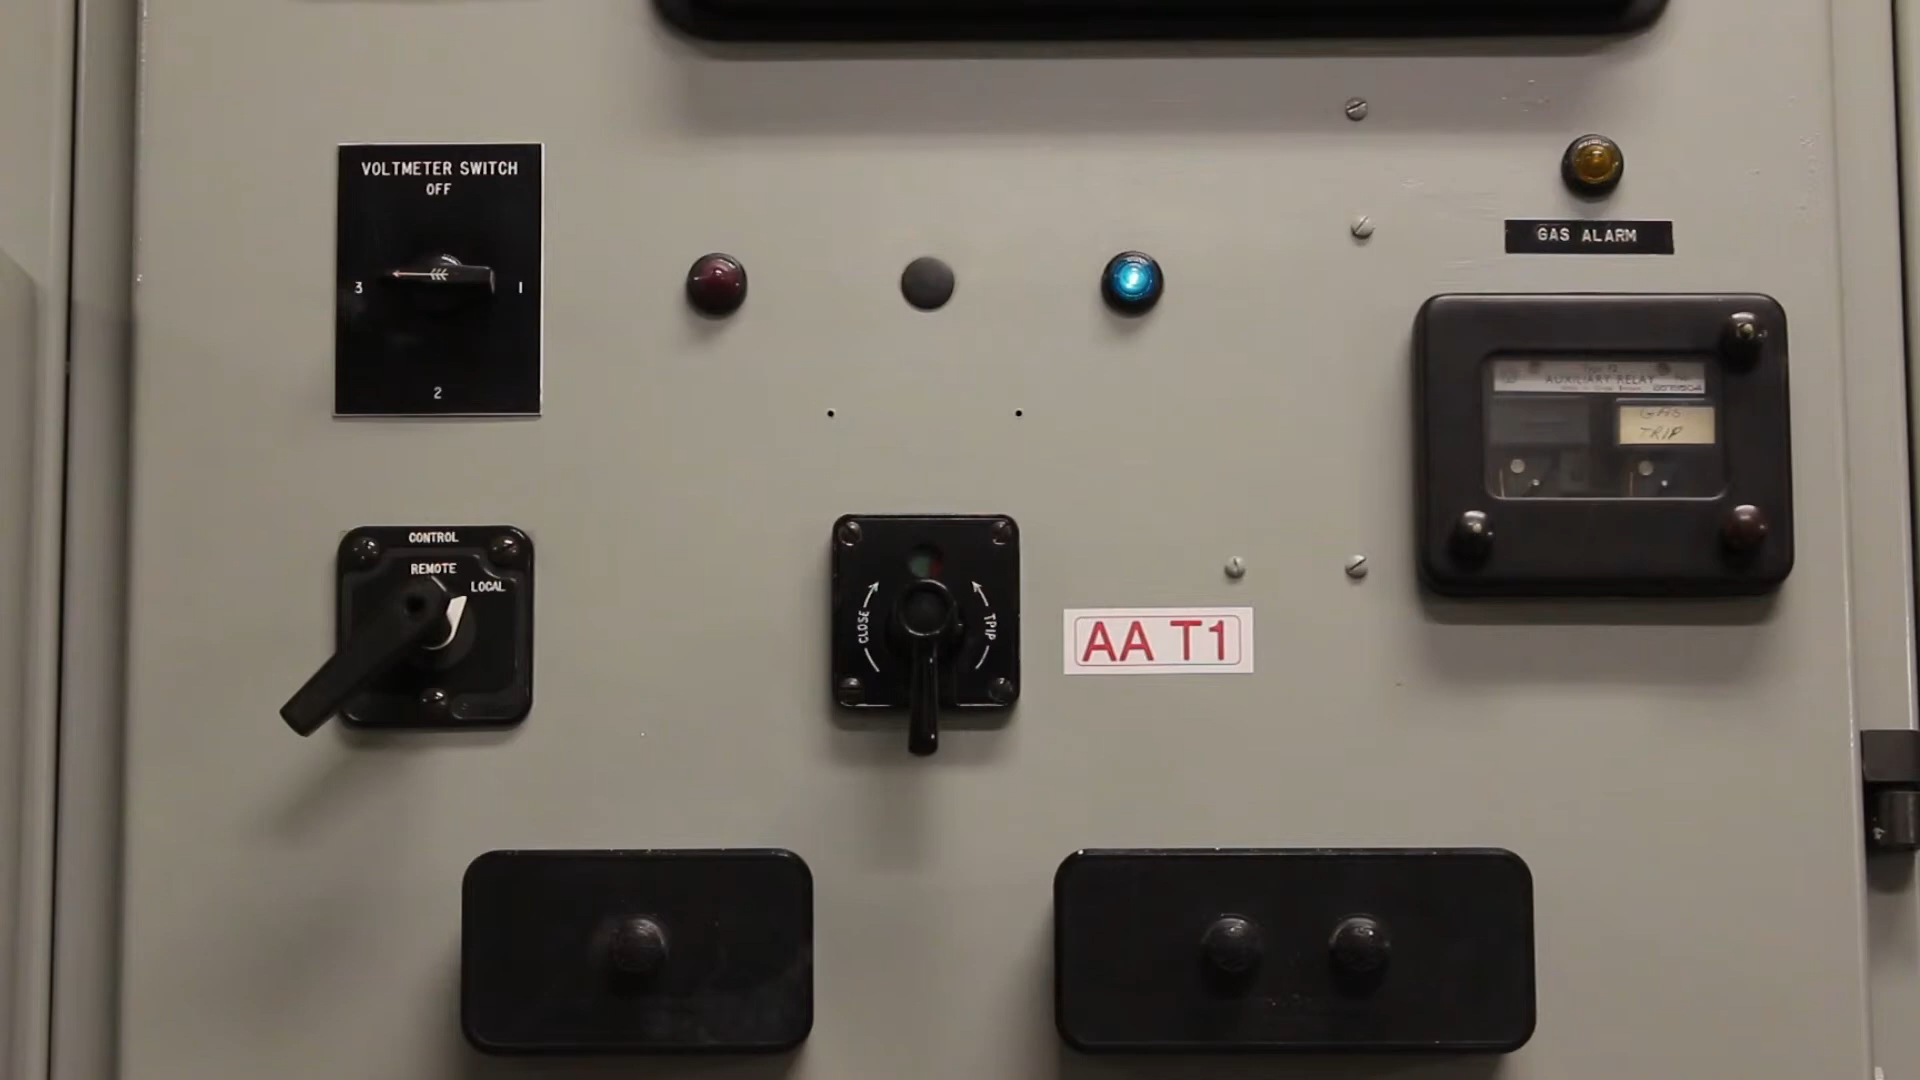 VOLTMETER SWITCH
OFF
3
1
2
GAS ALARM
AUXILIARY RELAY
GAS
TRIP
CONTROL
REMOTE
LOCAL
CLOSE
TRIP
AA T1